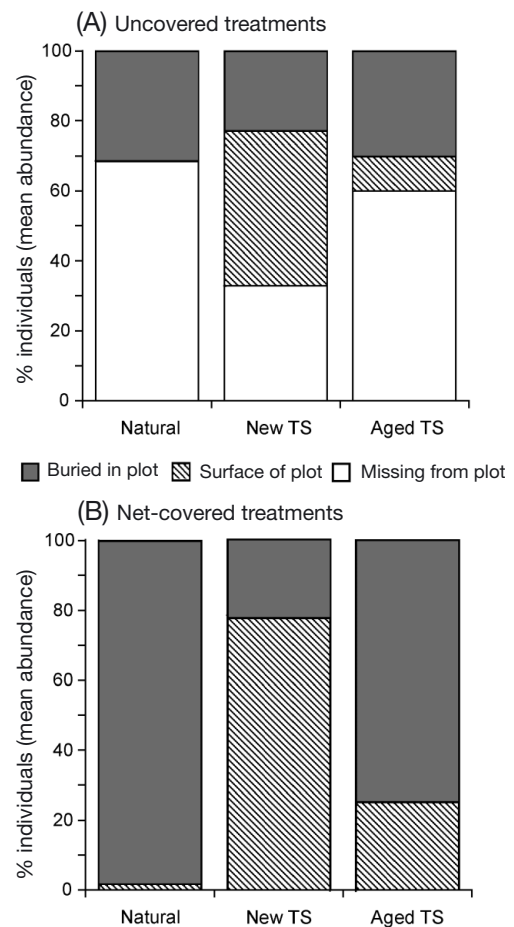 (A) Uncovered treatments
% individuals (mean abundance)
100
80
60
40
20
0
Natural New TS Aged TS
Buried in plot Surface of plot Missing from plot
(B) Net-covered treatments
% individuals (mean abundance)
100
80
60
40
20
0
Natural New TS Aged TS